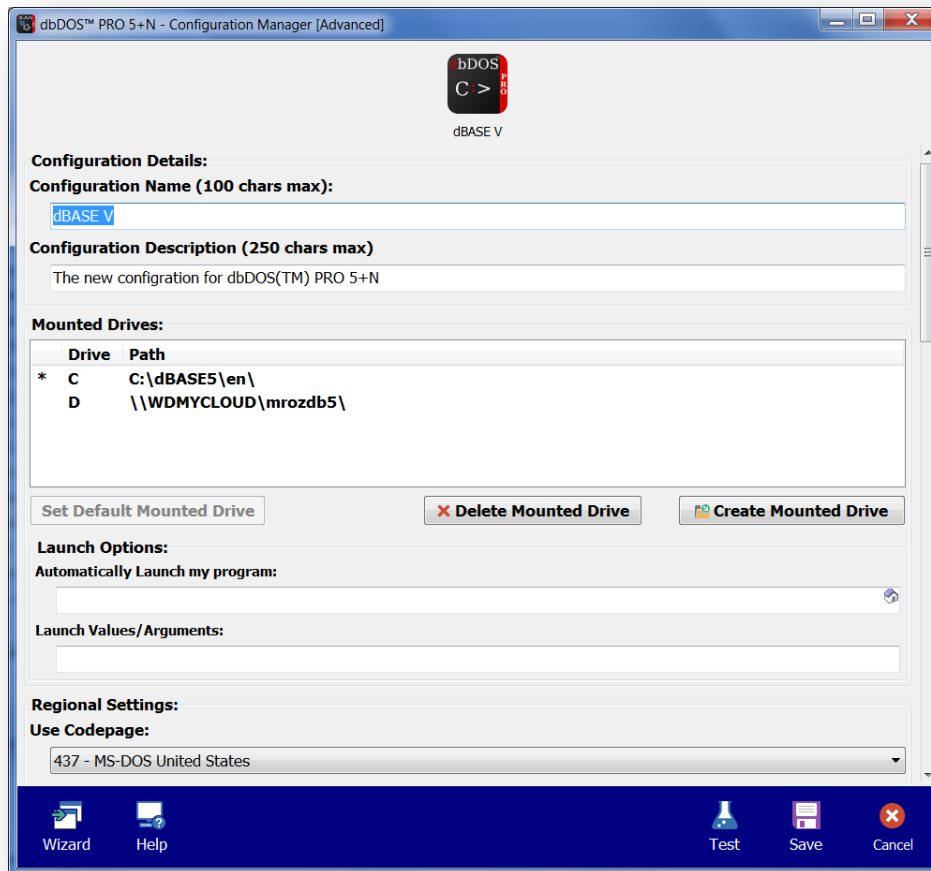 dbDOS™ PRO 5+N - Configuration Manager [Advanced]
dbDOS
C:>
PRO
dBASE V
Configuration Details:
Configuration Name (100 chars max):
dBASE V
Configuration Description (250 chars max)
The new configration for dbDOS(TM) PRO 5+N
Mounted Drives:
Drive Path
* C C:\dBASE5\en\
D \\WDMYCLOUD\mrozdb5\
Set Default Mounted Drive Delete Mounted Drive Create Mounted Drive
Launch Options:
Automatically Launch my program:
Launch Values/Arguments:
Regional Settings:
Use Codepage:
437 - MS-DOS United States
Wizard Help Test Save Cancel